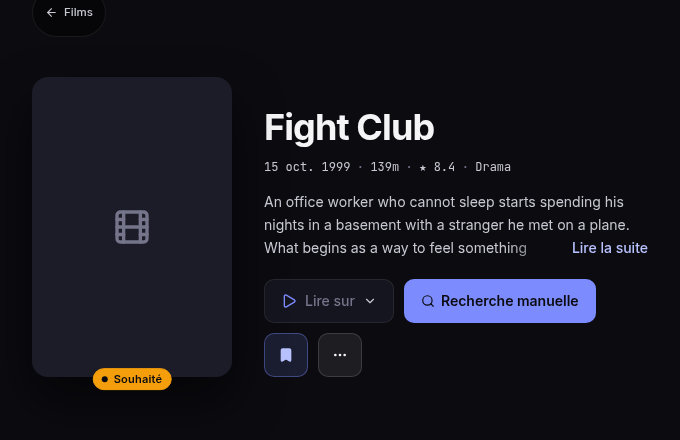 Films
Fight Club
15 oct. 1999 · 139m · ★ 8.4 · Drama
An office worker who cannot sleep starts spending his
nights in a basement with a stranger he met on a plane.
What begins as a way to feel something
Lire la suite
Lire sur
Recherche manuelle
Souhaité